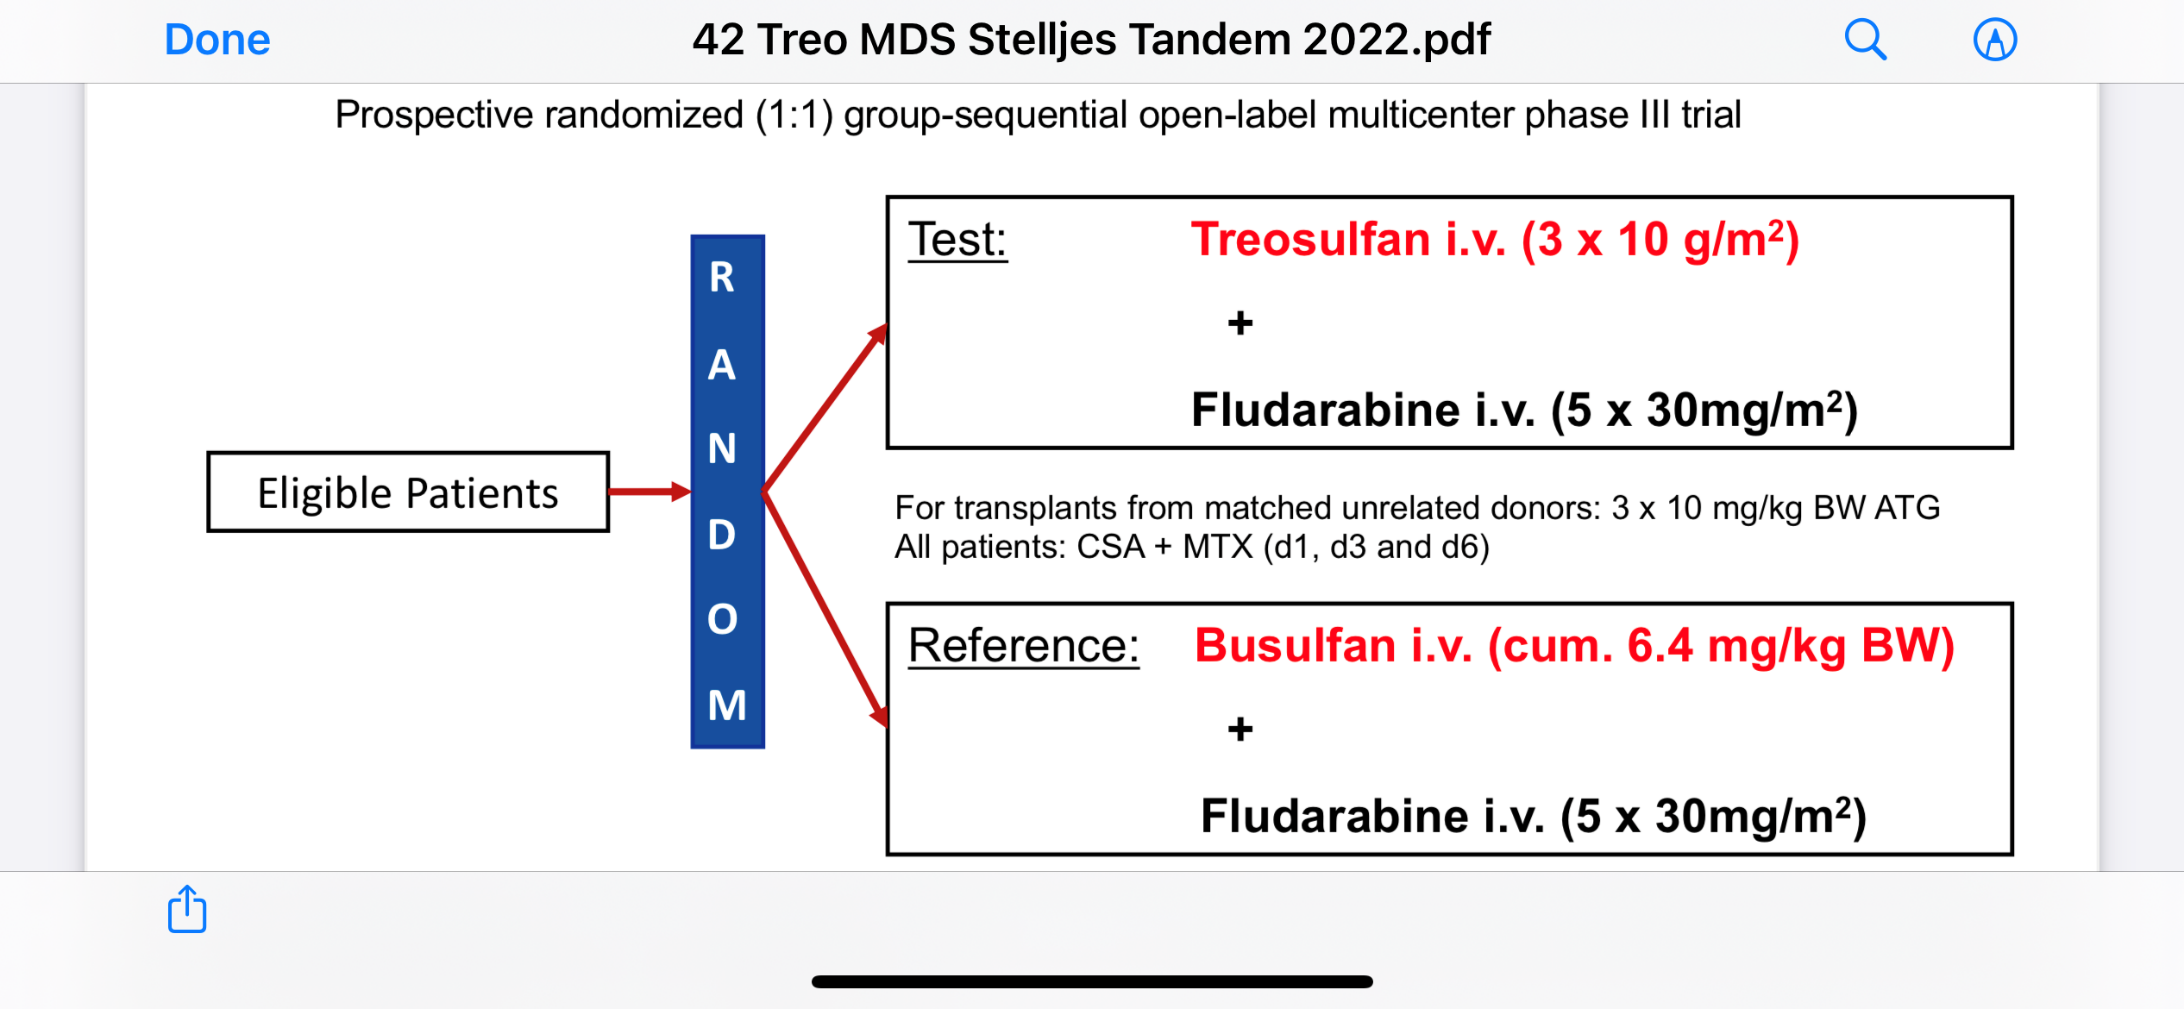 Done
42 Treo MDS Stelljes Tandem 2022.pdf
Prospective randomized (1:1) group-sequential open-label multicenter phase III trial
Eligible Patients
R
A
N
D
O
M
Test:
Treosulfan i.v. (3 x 10 g/m²)
+
Fludarabine i.v. (5 x 30mg/m²)
For transplants from matched unrelated donors: 3 x 10 mg/kg BW ATG
All patients: CSA + MTX (d1, d3 and d6)
Reference:
Busulfan i.v. (cum. 6.4 mg/kg BW)
+
Fludarabine i.v. (5 x 30mg/m²)